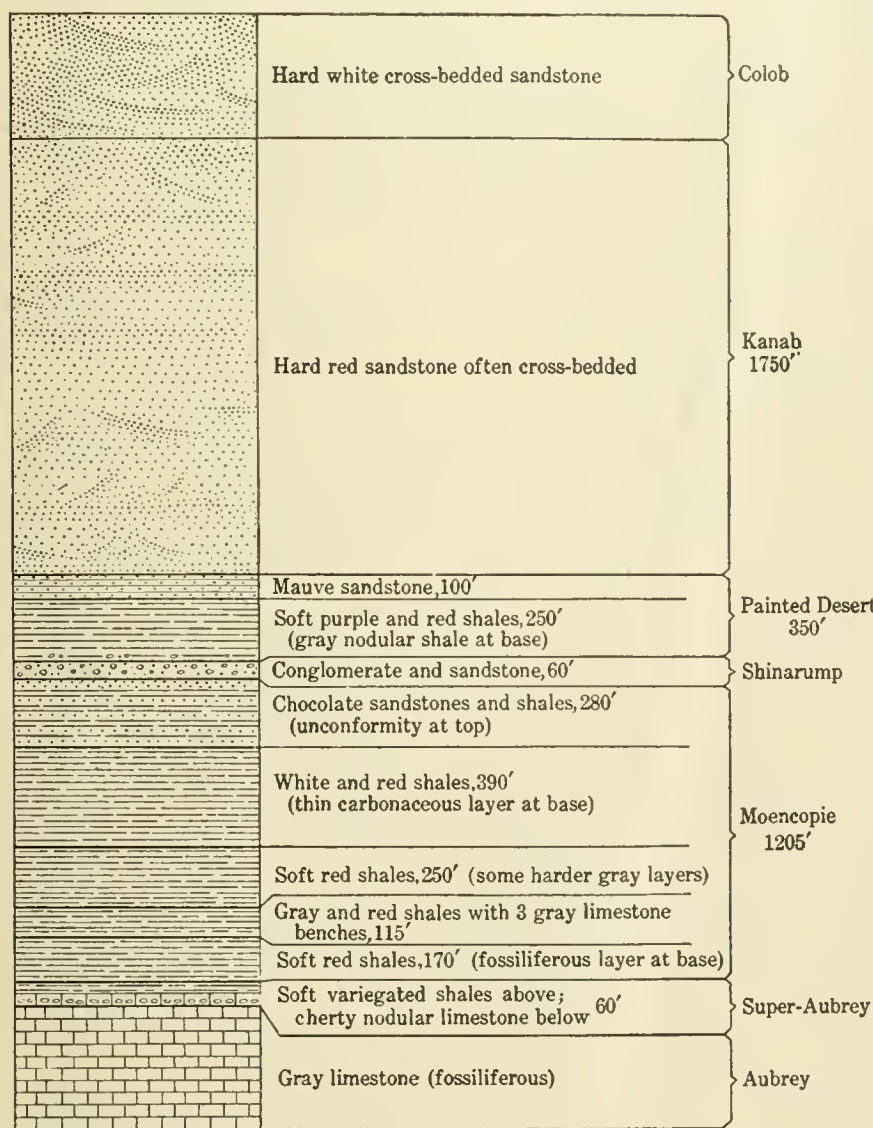 Hard white cross-bedded sandstone
Colob
Hard red sandstone often cross-bedded
Kanab
1750″
Mauve sandstone,100′
Soft purple and red shales,250′
(gray nodular shale at base)
Painted Desert
350′
Conglomerate and sandstone,60′
Shinarump
Chocolate sandstones and shales,280′
(unconformity at top)
White and red shales,390′
(thin carbonaceous layer at base)
Moencopie
1205′
Soft red shales,250′ (some harder gray layers)
Gray and red shales with 3 gray limestone
benches,115′
Soft red shales,170′ (fossiliferous layer at base)
Soft variegated shales above;
cherty nodular limestone below 60′
Super-Aubrey
Gray limestone (fossiliferous)
Aubrey